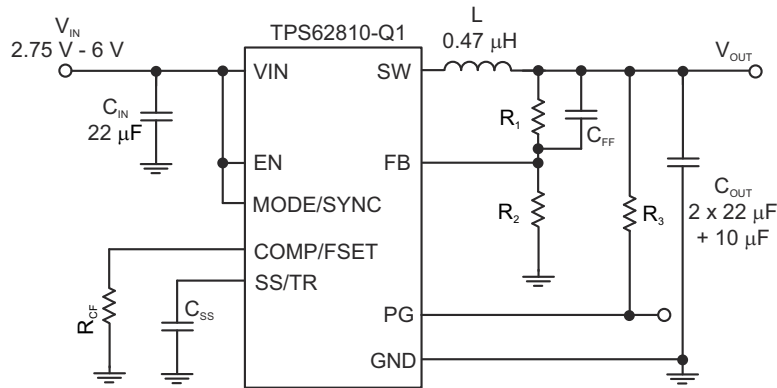 TPS62810-Q1
V_IN
2.75 V - 6 V
L
0.47 μH
V_OUT
VIN
SW
C_IN
22 μF
R_1
C_FF
EN
FB
MODE/SYNC
R_2
R_3
C_OUT
2 x 22 μF
+ 10 μF
COMP/FSET
SS/TR
R_CF
C_SS
PG
GND